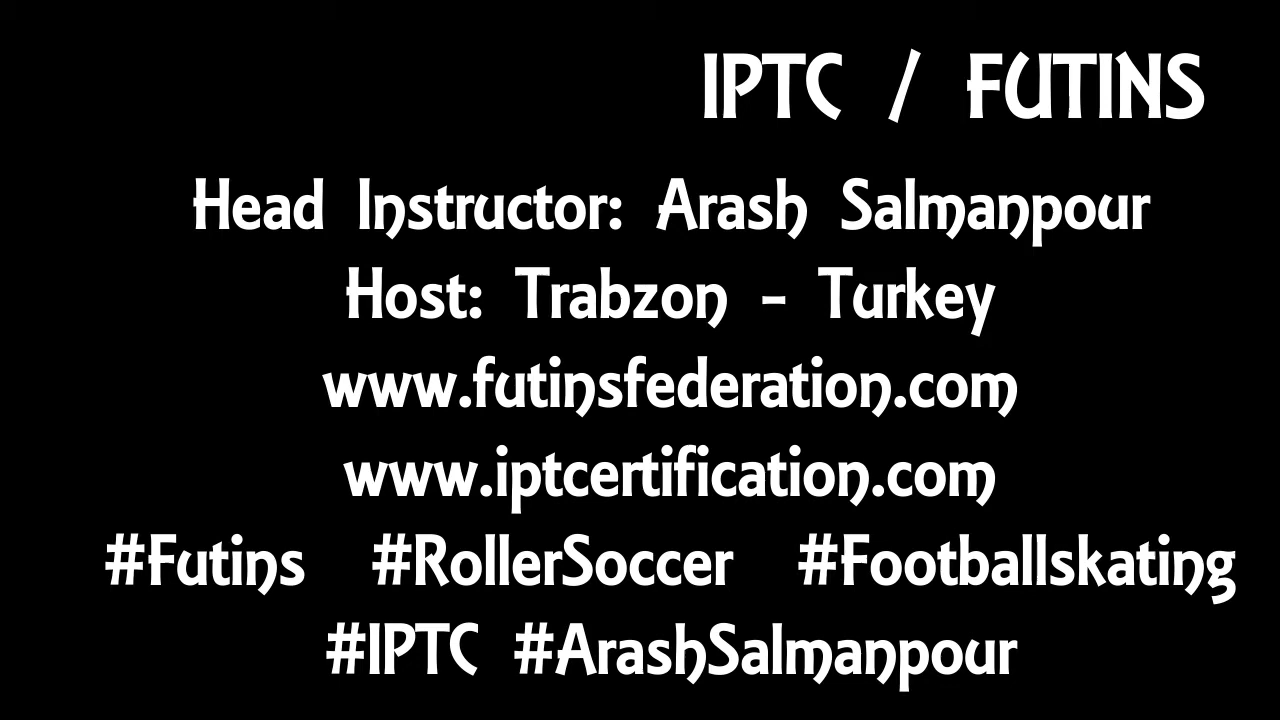 IPTC / FUTINS
Head Instructor: Arash Salmanpour
Host: Trabzon - Turkey
www.futinsfederation.com
www.iptcertification.com
#Futins #RollerSoccer #Footballskating
#IPTC #ArashSalmanpour